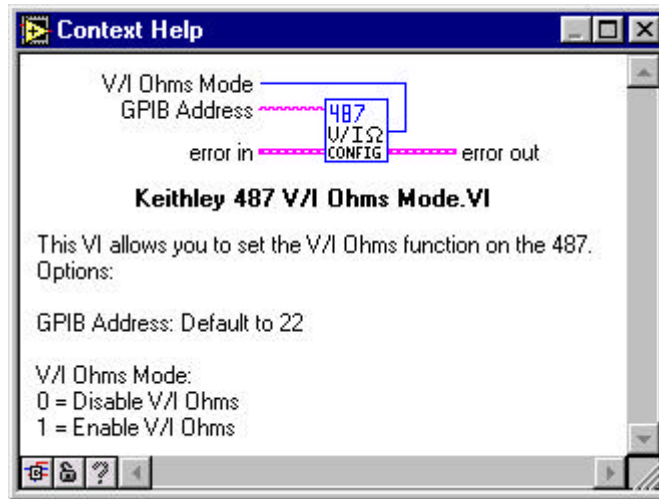 Context Help
V/I Ohms Mode
GPIB Address
487
V/IΩ
error in
CONFIG
error out
Keithley 487 V/I Ohms Mode.VI
This VI allows you to set the V/I Ohms function on the 487.
Options:
GPIB Address: Default to 22
V/I Ohms Mode:
0 = Disable V/I Ohms
1 = Enable V/I Ohms
?